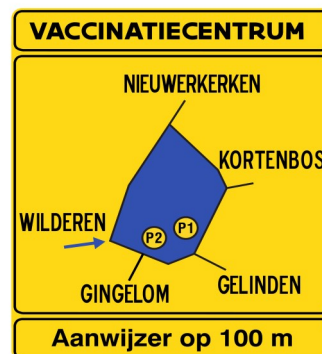 VACCINATIECENTRUM
NIEUWERKERKEN
KORTENBOS
WILDEREN
P2
P1
GINGELOM
GELINDEN
Aanwijzer op 100 m